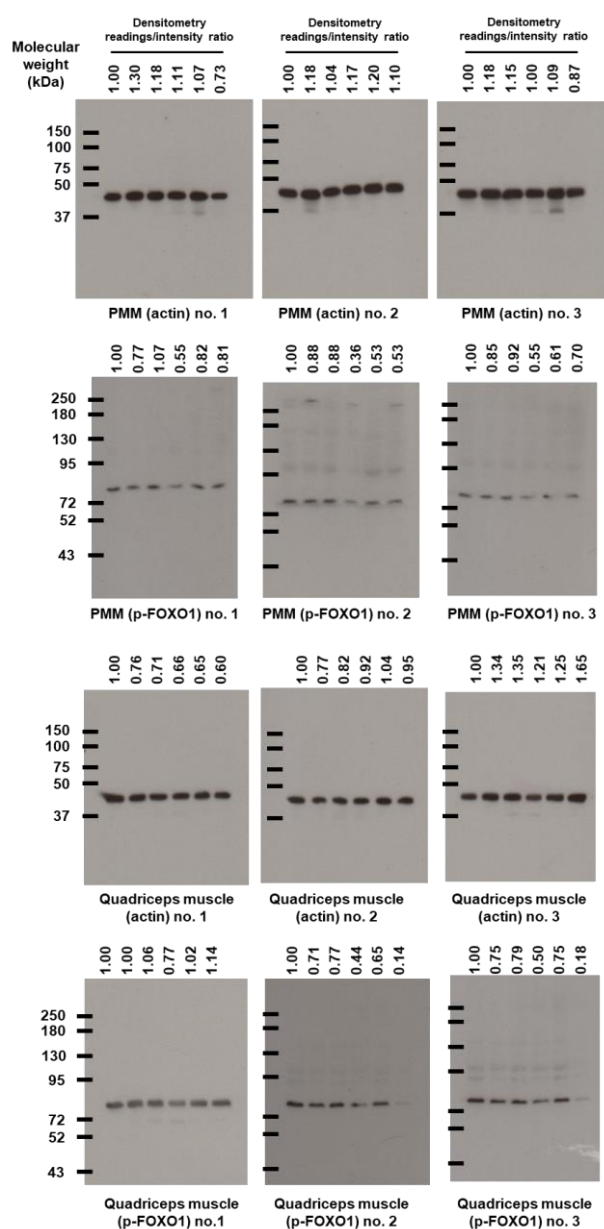 Densitometry
readings/intensity ratio
Densitometry
readings/intensity ratio
Densitometry
readings/intensity ratio
Molecular
weight
(kDa)
1.00 1.30 1.18 1.11 1.07 0.73
1.00 1.18 1.04 1.17 1.20 1.10
1.00 1.18 1.15 1.00 1.09 0.87
150
100
75
50
37
PMM (actin) no. 1
PMM (actin) no. 2
PMM (actin) no. 3
1.00 0.77 1.07 0.55 0.82 0.81
1.00 0.88 0.88 0.36 0.53 0.53
1.00 0.85 0.92 0.55 0.61 0.70
250
180
130
95
72
52
43
PMM (p-FOXO1) no. 1
PMM (p-FOXO1) no. 2
PMM (p-FOXO1) no. 3
1.00 0.76 0.71 0.66 0.65 0.60
1.00 0.77 0.82 0.92 1.04 0.95
1.00 1.34 1.35 1.21 1.25 1.65
150
100
75
50
37
Quadriceps muscle
(actin) no. 1
Quadriceps muscle
(actin) no. 2
Quadriceps muscle
(actin) no. 3
1.00 1.00 1.06 0.77 1.02 1.14
1.00 0.71 0.77 0.44 0.65 0.14
1.00 0.75 0.79 0.50 0.75 0.18
250
180
130
95
72
52
43
Quadriceps muscle
(p-FOXO1) no.1
Quadriceps muscle
(p-FOXO1) no. 2
Quadriceps muscle
(p-FOXO1) no. 3